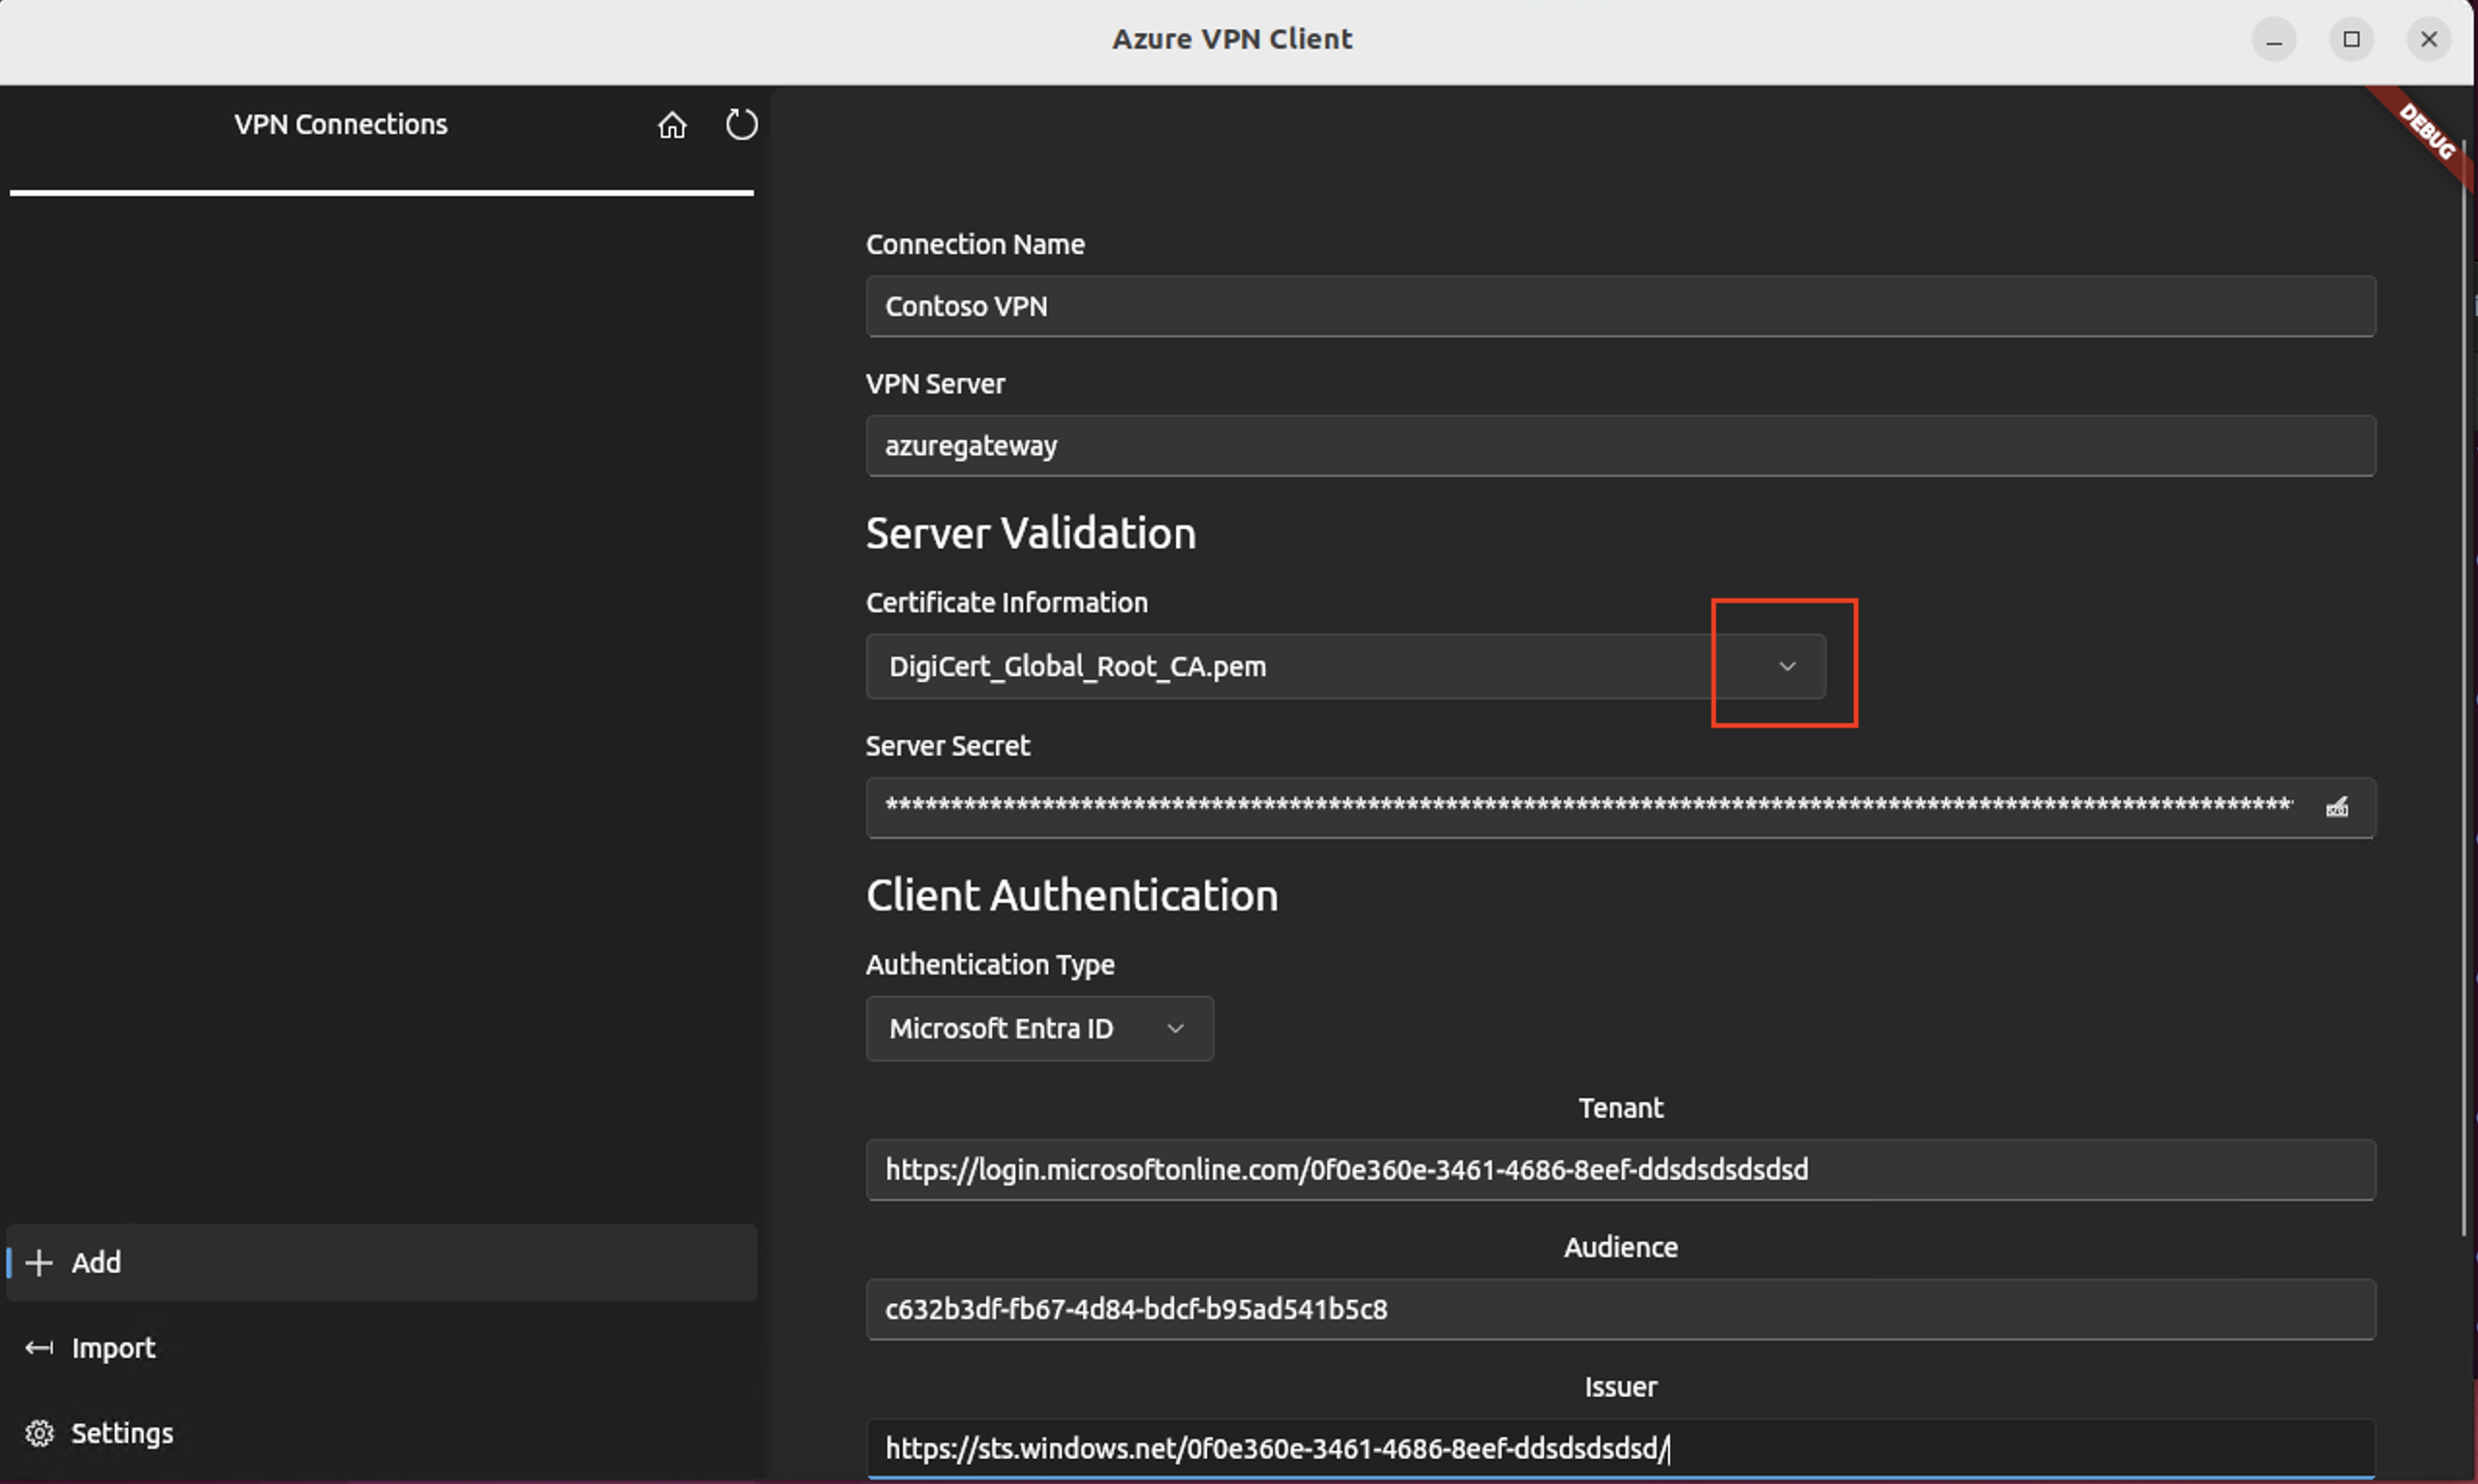 Azure VPN Client
VPN Connections
DEBUG
Connection Name
Contoso VPN
VPN Server
azuregateway
Server Validation
Certificate Information
DigiCert_Global_Root_CA.pem
Server Secret
************************************************************************************************************
Client Authentication
Authentication Type
Microsoft Entra ID
Tenant
https://login.microsoftonline.com/0f0e360e-3461-4686-8eef-ddsdsdsdsdsd
Audience
c632b3df-fb67-4d84-bdcf-b95ad541b5c8
Issuer
https://sts.windows.net/0f0e360e-3461-4686-8eef-ddsdsdsdsd/
Add
Import
Settings